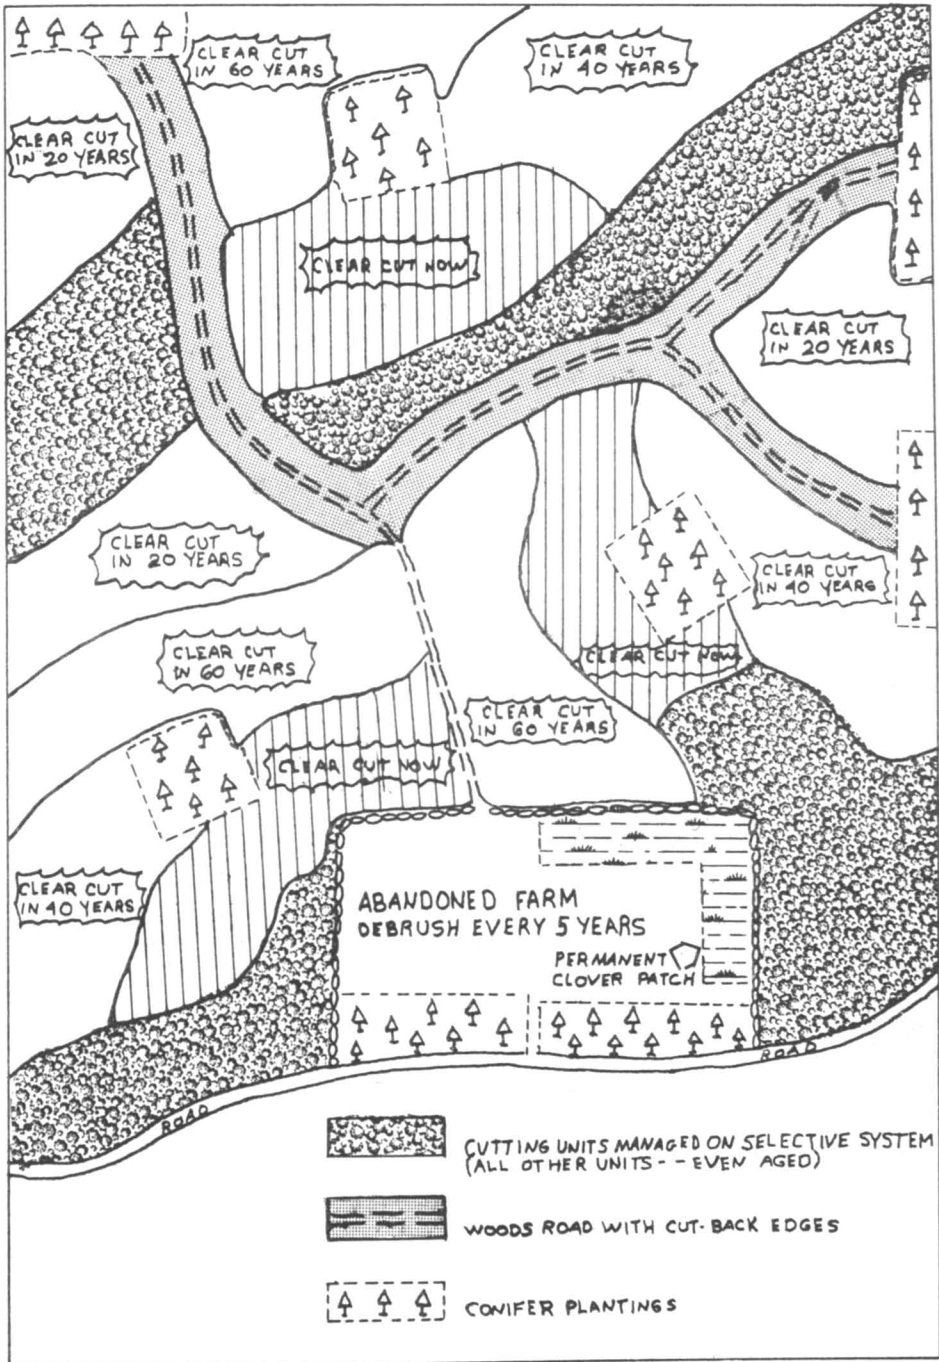 CLEAR CUT
IN 60 YEARS
CLEAR CUT
IN 40 YEARS
CLEAR CUT
IN 20 YEARS
CLEAR CUT NOW
CLEAR CUT
IN 20 YEARS
CLEAR CUT
IN 20 YEARS
CLEAR CUT
IN 40 YEARS
CLEAR CUT
IN 60 YEARS
CLEAR CUT NOW
CLEAR CUT
IN 60 YEARS
CLEAR CUT NOW
CLEAR CUT
IN 40 YEARS
ABANDONED FARM
DEBRUSH EVERY 5 YEARS
PERMANENT
CLOVER PATCH
ROAD
ROAD
CUTTING UNITS MANAGED ON SELECTIVE SYSTEM
(ALL OTHER UNITS - - EVEN AGED)
WOODS ROAD WITH CUT-BACK EDGES
CONIFER PLANTINGS